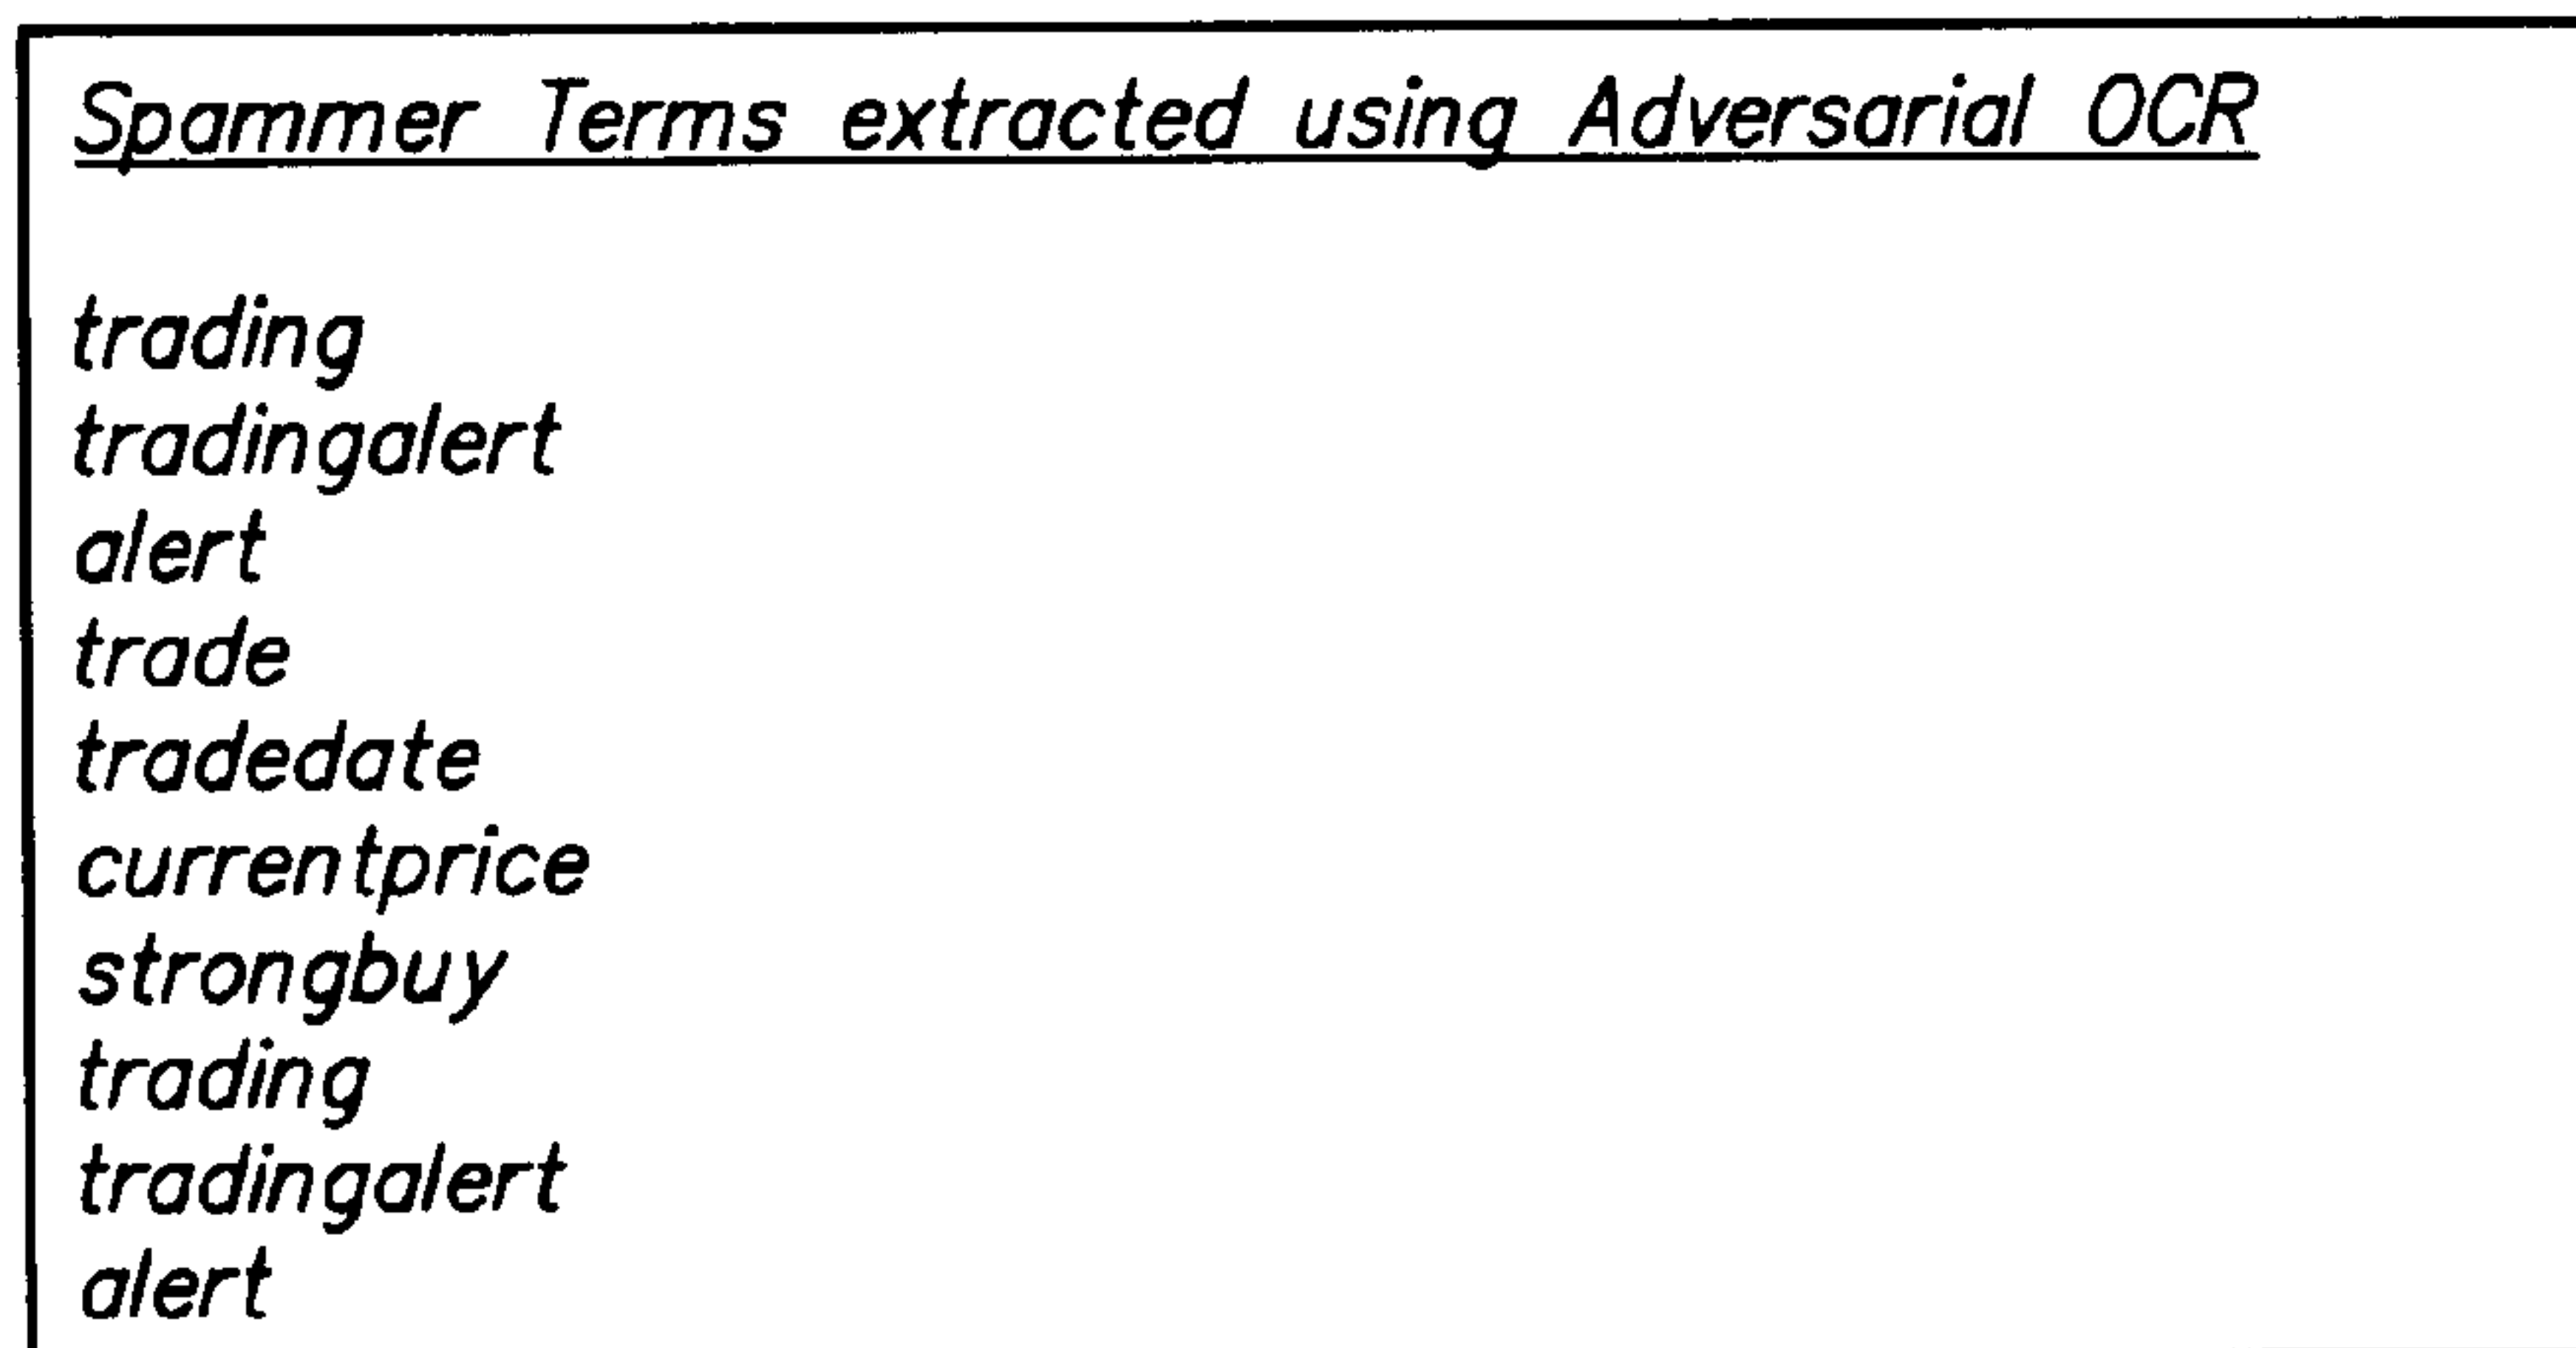 Spammer Terms extracted using Adversarial OCR
trading
tradingalert
alert
trade
tradedate
currentprice
strongbuy
trading
tradingalert
alert